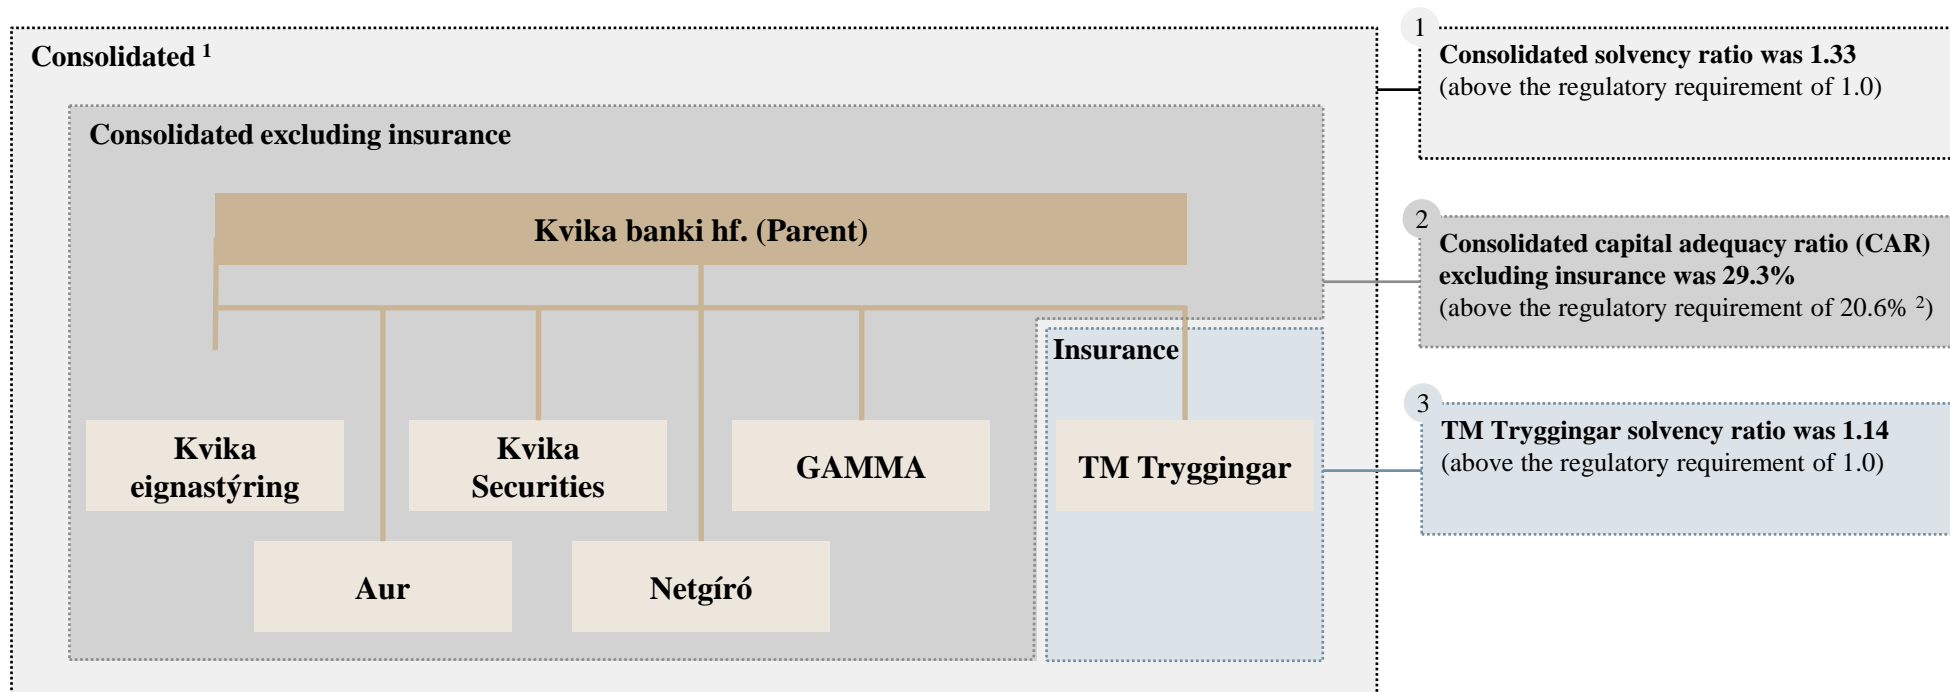 Consolidated ¹
Consolidated excluding insurance
Kvika banki hf. (Parent)
Insurance
Kvika
eignastýring
Kvika
Securities
GAMMA
TM Tryggingar
Aur
Netgíró
1
Consolidated solvency ratio was 1.33
(above the regulatory requirement of 1.0)
2
Consolidated capital adequacy ratio (CAR)
excluding insurance was 29.3%
(above the regulatory requirement of 20.6% ²)
3
TM Tryggingar solvency ratio was 1.14
(above the regulatory requirement of 1.0)